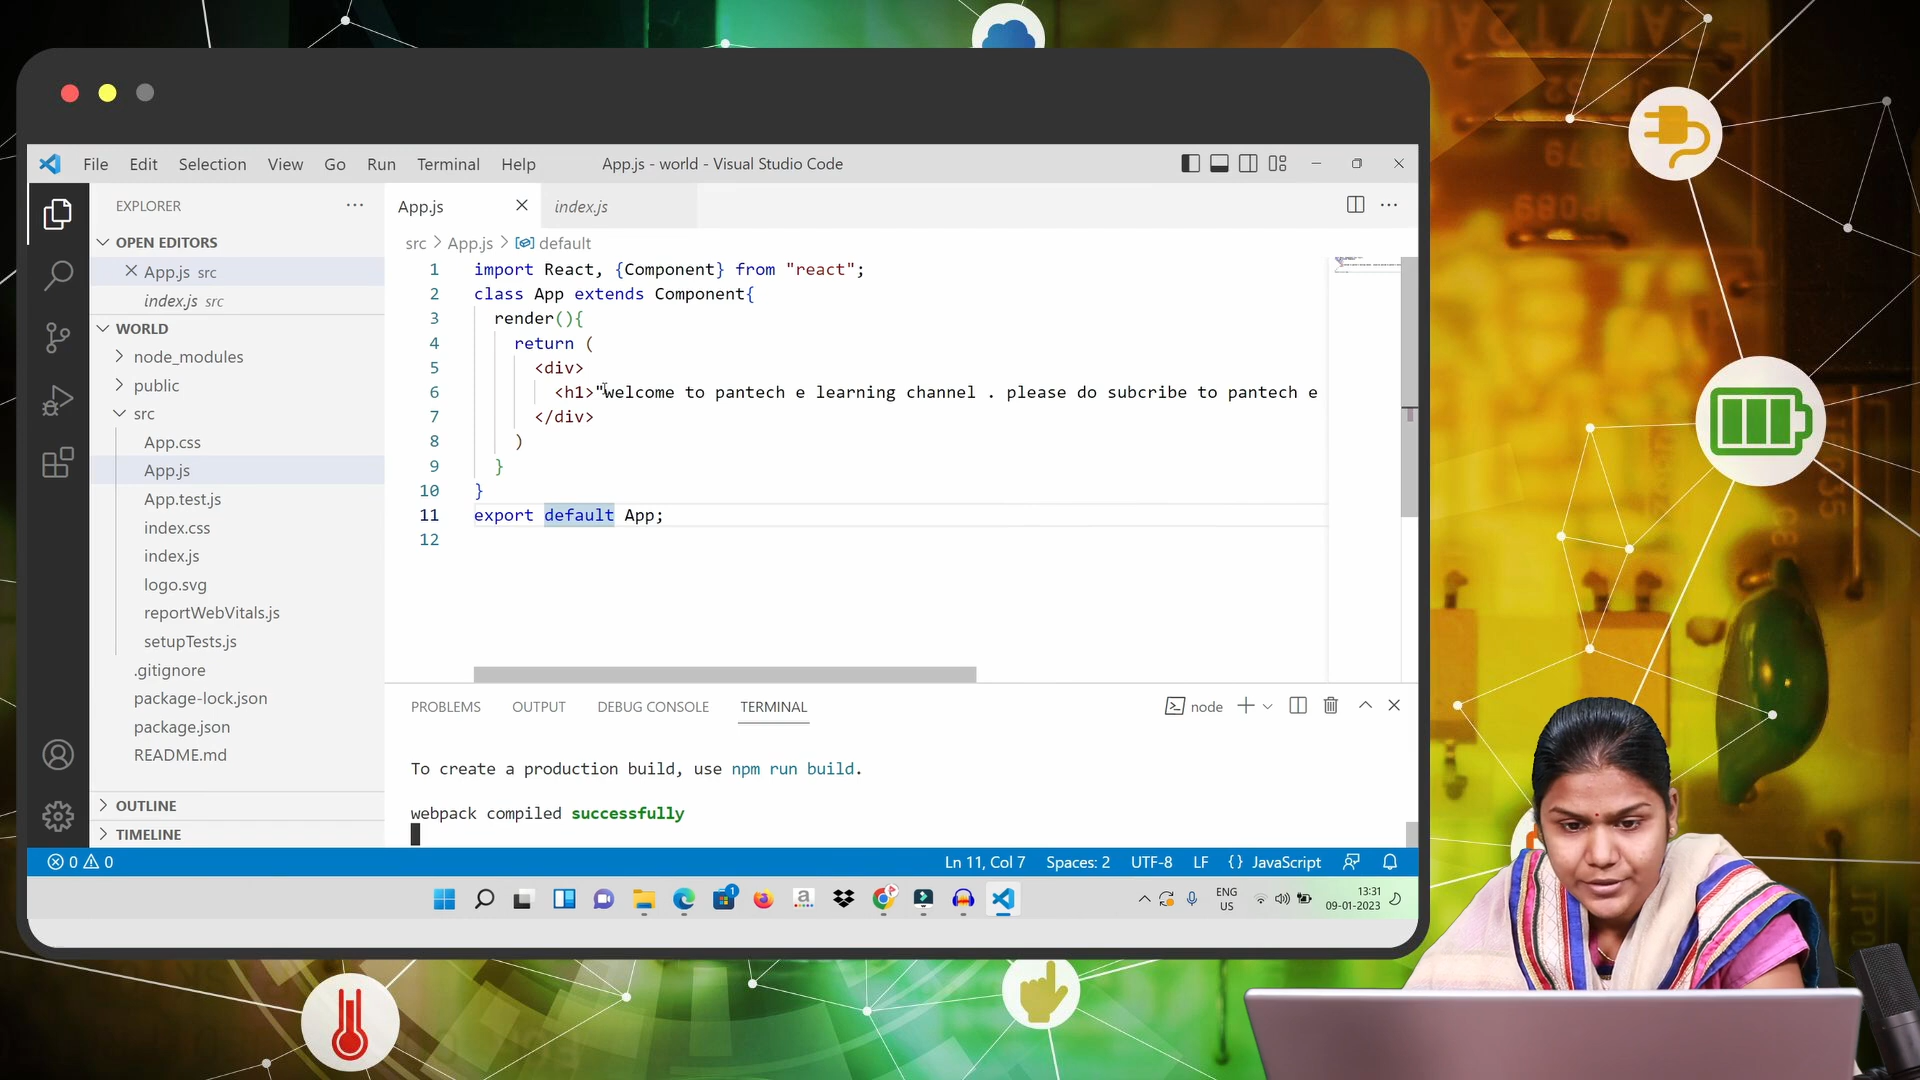 File Edit Selection View Go Run Terminal Help App.js - world - Visual Studio Code
EXPLORER
OPEN EDITORS
App.js src
index.js src
WORLD
node_modules
public
src
App.css
App.js
App.test.js
index.css
index.js
logo.svg
reportWebVitals.js
setupTests.js
.gitignore
package-lock.json
package.json
README.md
OUTLINE
TIMELINE
App.js index.js
src > App.js > default
1 import React, {Component} from "react";
2 class App extends Component{
3 render(){
4 return (
5 <div>
6 <h1>"welcome to pantech e learning channel . please do subcribe to pantech e
7 </div>
8 )
9 }
10 }
11 export default App;
12
PROBLEMS OUTPUT DEBUG CONSOLE TERMINAL node
To create a production build, use npm run build.
webpack compiled successfully
0 0 Ln 11, Col 7 Spaces: 2 UTF-8 LF {} JavaScript
a 1 ENG
US
13:31
09-01-2023